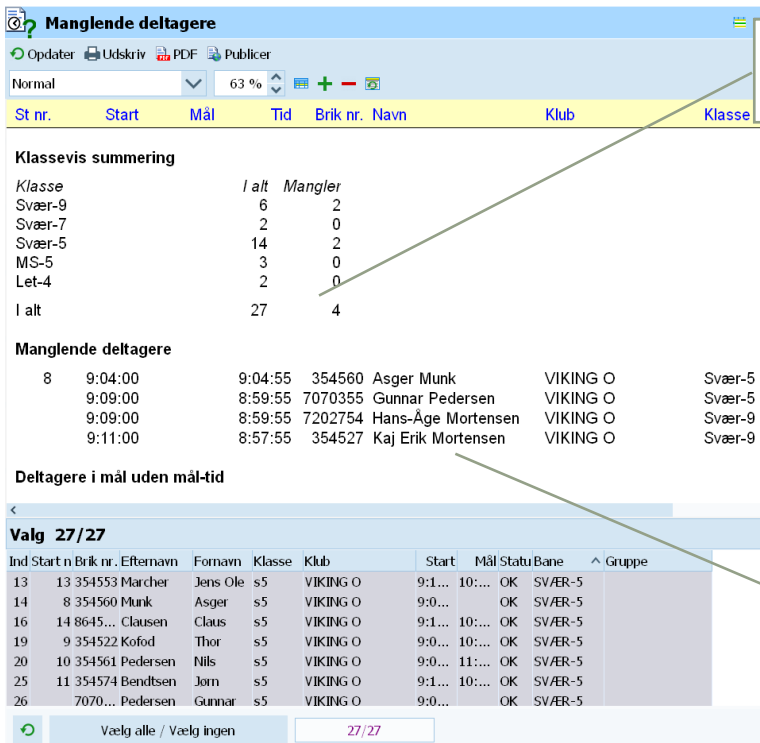 Manglende deltagere
Opdater Udskriv PDF Publicer
Normal 63 %
St nr. Start Mål Tid Brik nr. Navn Klub Klasse
Klassevis summering
Klasse I alt Mangler
Svær-9 6 2
Svær-7 2 0
Svær-5 14 2
MS-5 3 0
Let-4 2 0
I alt 27 4
Manglende deltagere
8 9:04:00 9:04:55 354560 Asger Munk VIKING O Svær-5
9:09:00 8:59:55 7070355 Gunnar Pedersen VIKING O Svær-5
9:09:00 8:59:55 7202754 Hans-Åge Mortensen VIKING O Svær-9
9:11:00 8:57:55 354527 Kaj Erik Mortensen VIKING O Svær-9
Deltagere i mål uden mål-tid
Valg 27/27
Ind Start n Brik nr. Efternavn Fornavn Klasse Klub Start Mål Statu Bane Gruppe
13 13 354553 Marcher Jens Ole s5 VIKING O 9:1... 10:... OK SVÆR-5
14 8 354560 Munk Asger s5 VIKING O 9:0... OK SVÆR-5
16 14 8645... Clausen Claus s5 VIKING O 9:1... 10:... OK SVÆR-5
19 9 354522 Kofod Thor s5 VIKING O 9:0... 10:... OK SVÆR-5
20 10 354561 Pedersen Nils s5 VIKING O 9:0... 11:... OK SVÆR-5
25 11 354574 Bendtsen Jørn s5 VIKING O 9:1... 10:... OK SVÆR-5
26 7070... Pedersen Gunnar s5 VIKING O 9:0... OK SVÆR-5
Vælg alle / Vælg ingen 27/27